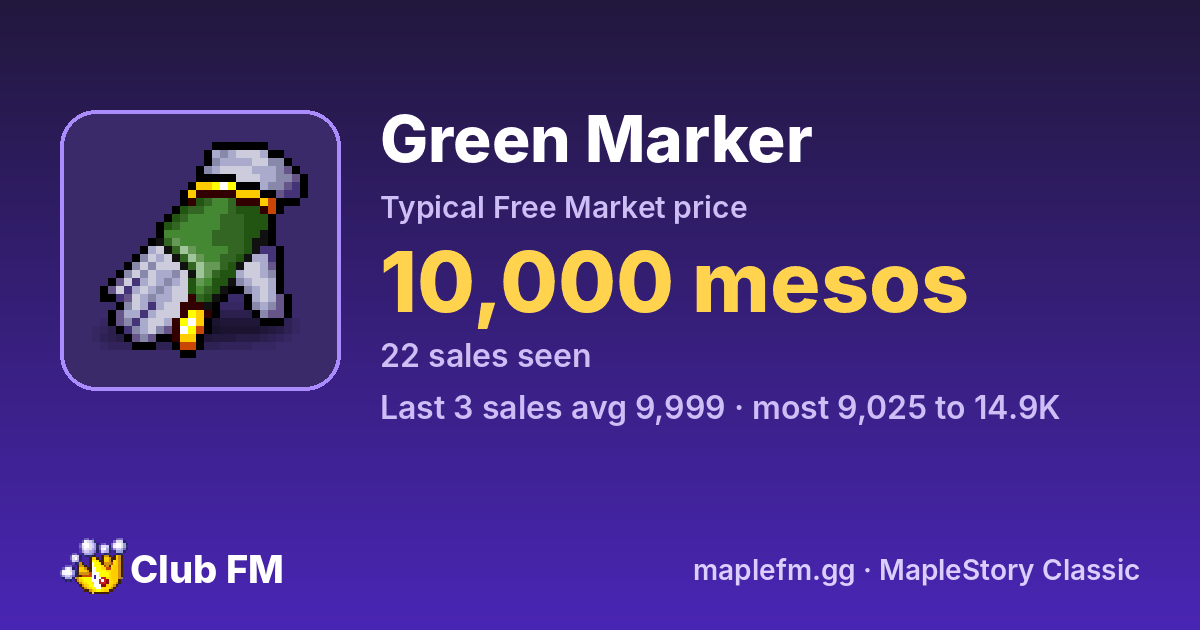 Green Marker
Typical Free Market price
10,000 mesos
22 sales seen
Last 3 sales avg 9,999 · most 9,025 to 14.9K
Club FM
maplefm.gg · MapleStory Classic